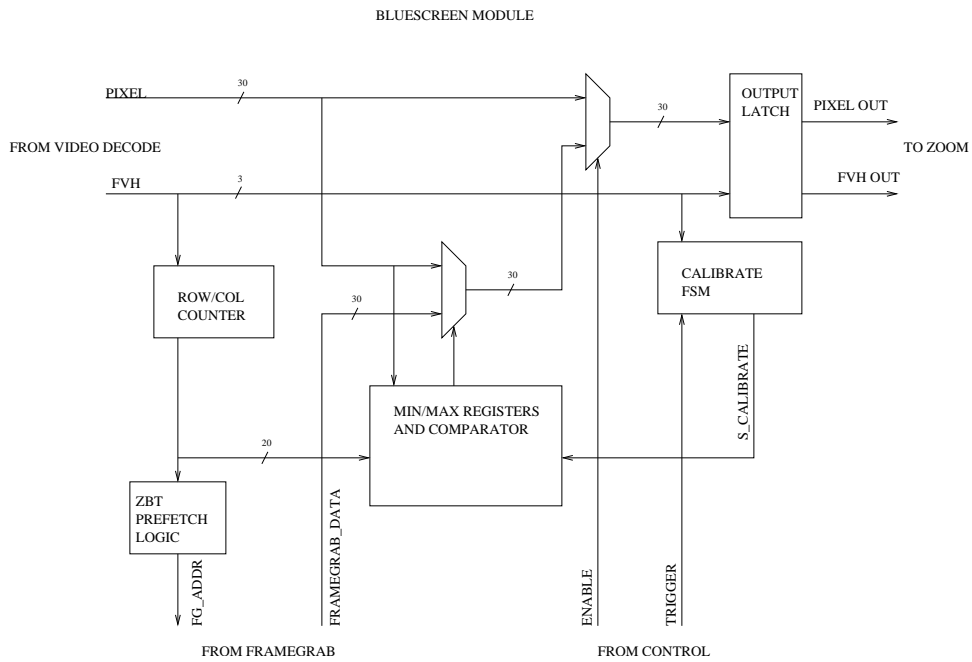 BLUESCREEN MODULE
30
PIXEL
OUTPUT
LATCH
30
PIXEL OUT
FROM VIDEO DECODE
TO ZOOM
3
FVH
FVH OUT
CALIBRATE
FSM
30
ROW/COL
COUNTER
30
S_CALIBRATE
MIN/MAX REGISTERS
AND COMPARATOR
20
ZBT
PREFETCH
LOGIC
FG_ADDR
FRAMEGRAB_DATA
ENABLE
TRIGGER
FROM FRAMEGRAB
FROM CONTROL